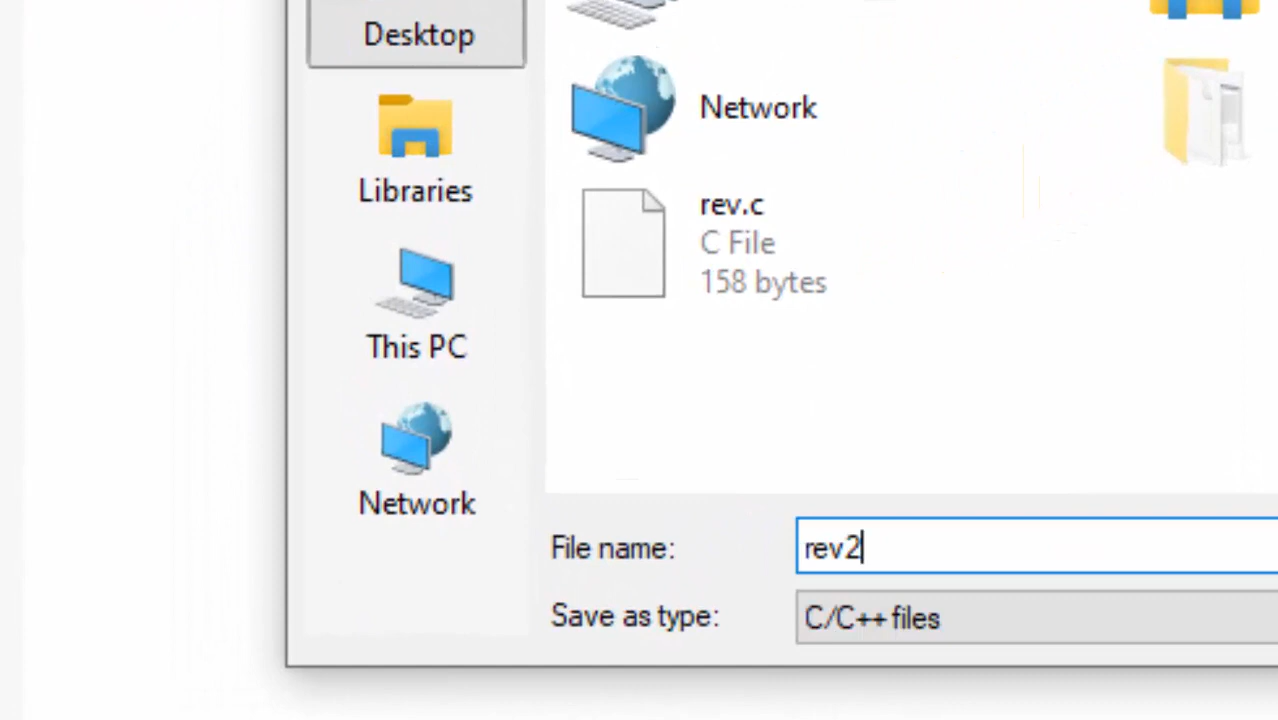 Desktop
Libraries
This PC
Network
Network
rev.c
C File
158 bytes
File name: rev2
Save as type: C/C++ files